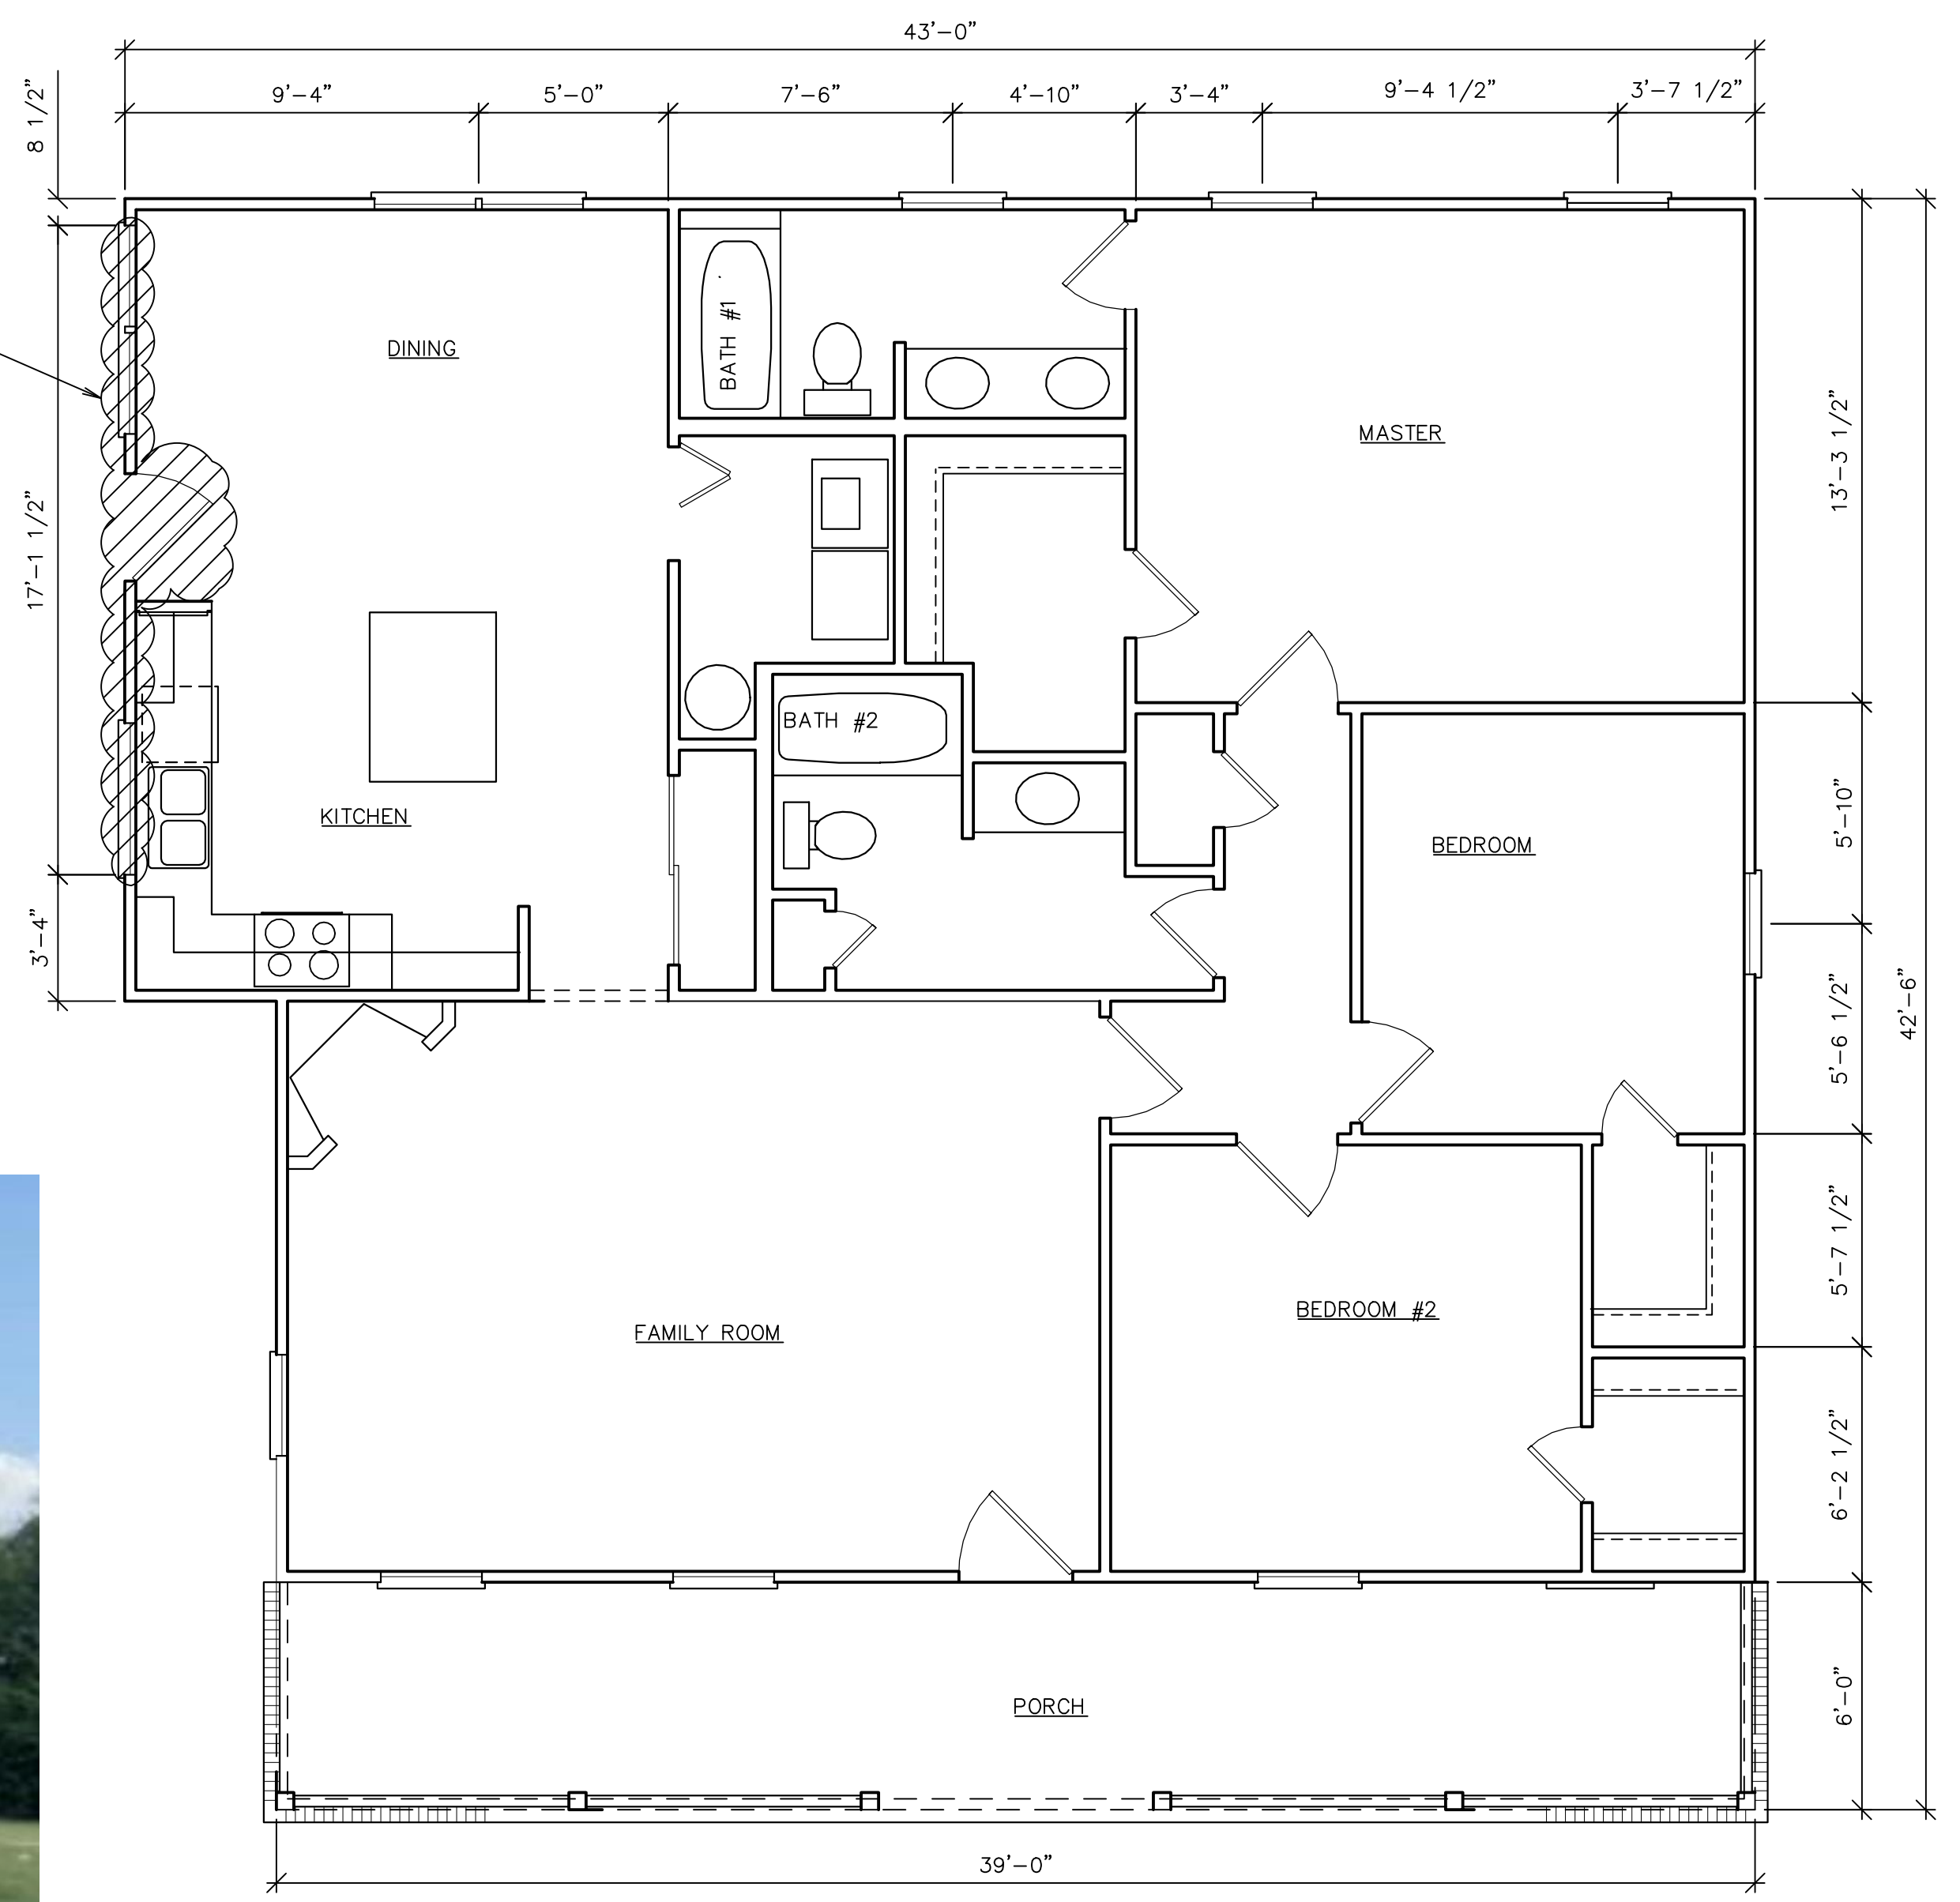 43'-0"
9'-4"
5'-0"
7'-6"
4'-10"
3'-4"
9'-4 1/2"
3'-7 1/2"
8 1/2"
17'-1 1/2"
3'-4"
DINING
BATH #1
MASTER
13'-3 1/2"
BATH #2
KITCHEN
BEDROOM
5'-10"
5'-6 1/2"
42'-6"
5'-7 1/2"
FAMILY ROOM
BEDROOM #2
6'-2 1/2"
PORCH
6'-0"
39'-0"